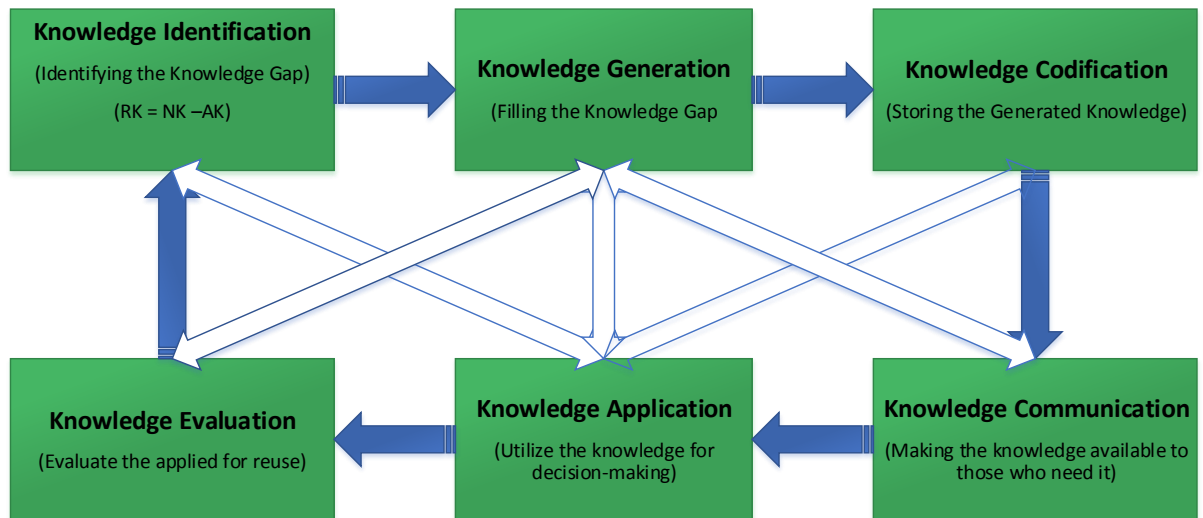 Knowledge Identification
(Identifying the Knowledge Gap)
(RK = NK –AK)
Knowledge Generation
(Filling the Knowledge Gap
Knowledge Codification
(Storing the Generated Knowledge)
Knowledge Evaluation
(Evaluate the applied for reuse)
Knowledge Application
(Utilize the knowledge for
decision-making)
Knowledge Communication
(Making the knowledge available to
those who need it)